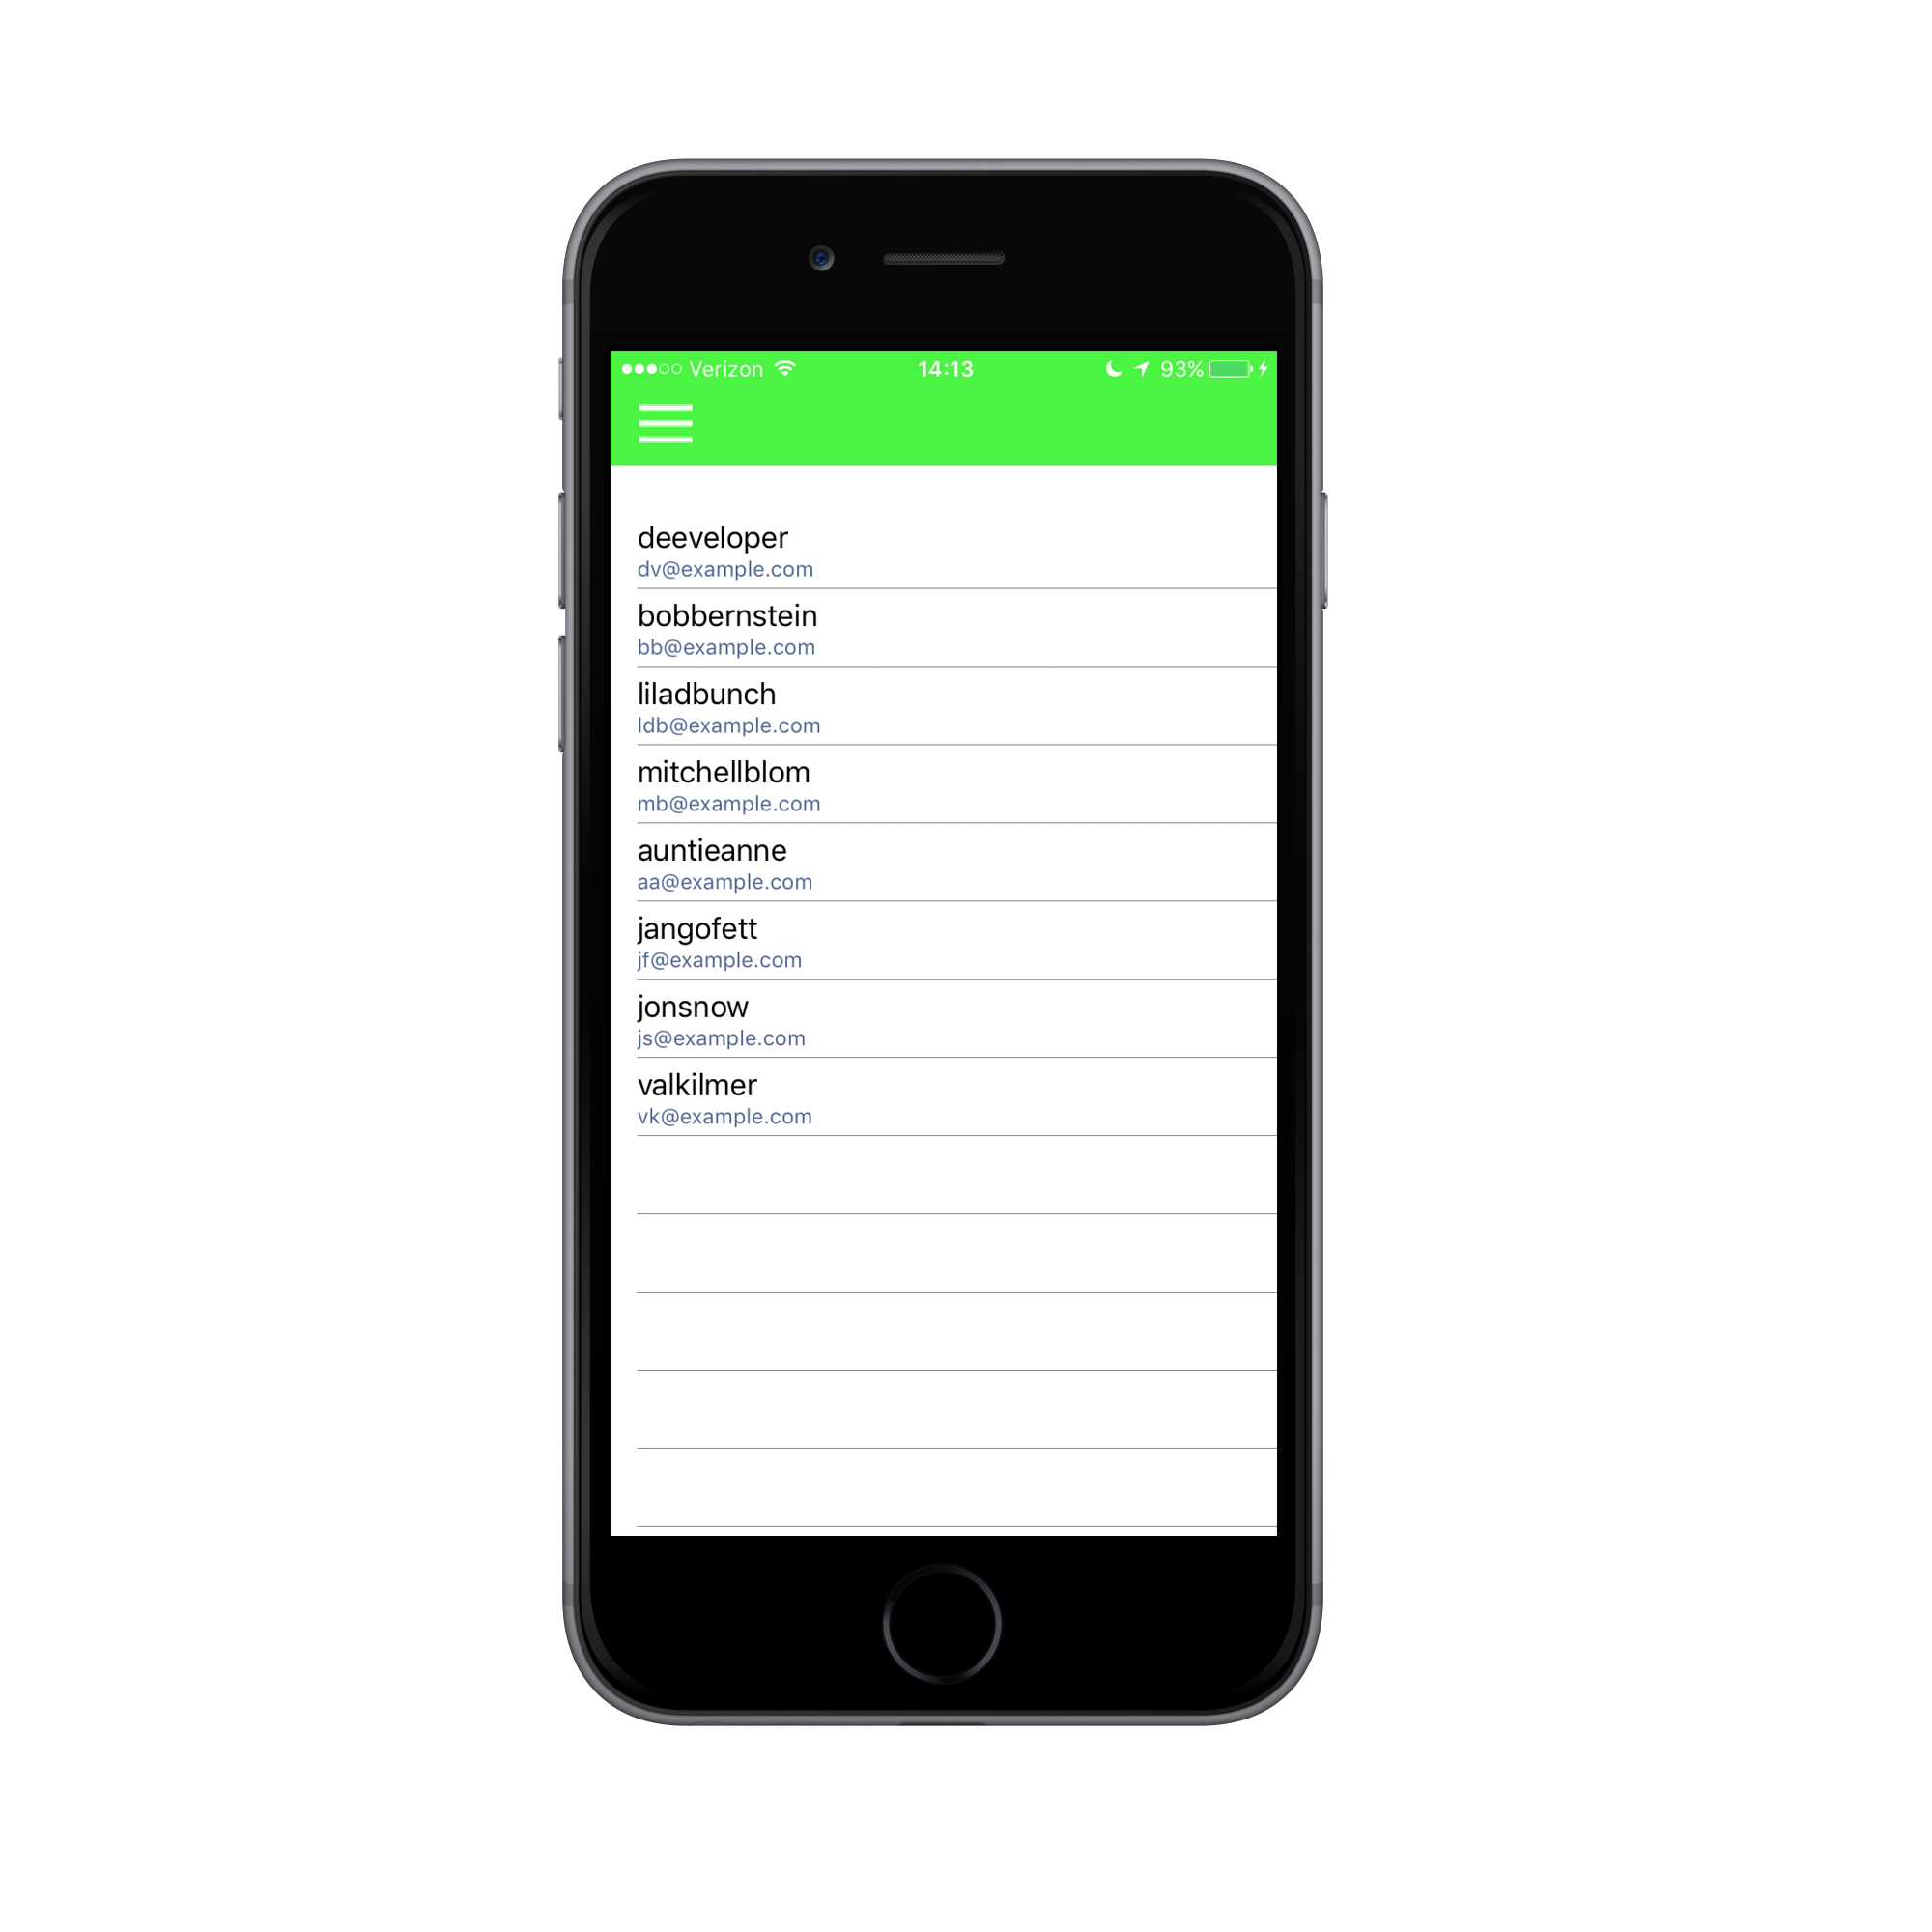 Verizon 14:13 93%
deeveloper
dv@example.com
bobbernstein
bb@example.com
liladbunch
ldb@example.com
mitchellblom
mb@example.com
auntieanne
aa@example.com
jangofett
jf@example.com
jonsnow
js@example.com
valkilmer
vk@example.com